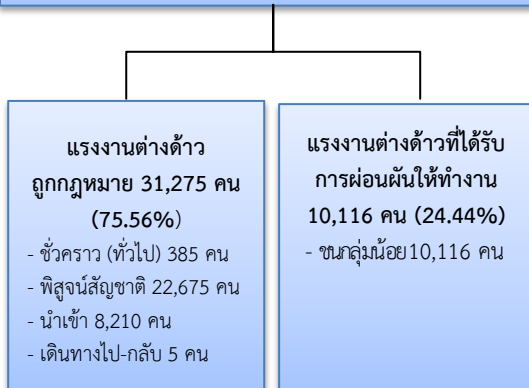 แรงงานต่างด้าว
ถูกกฎหมาย 31,275 คน
(75.56%)
- ชั่วคราว (ทั่วไป) 385 คน
- พิสูจน์สัญชาติ 22,675 คน
- นำเข้า 8,210 คน
- เดินทางไป-กลับ 5 คน
แรงงานต่างด้าวที่ได้รับ
การผ่อนผันให้ทำงาน
10,116 คน (24.44%)
- ชนกลุ่มน้อย10,116 คน